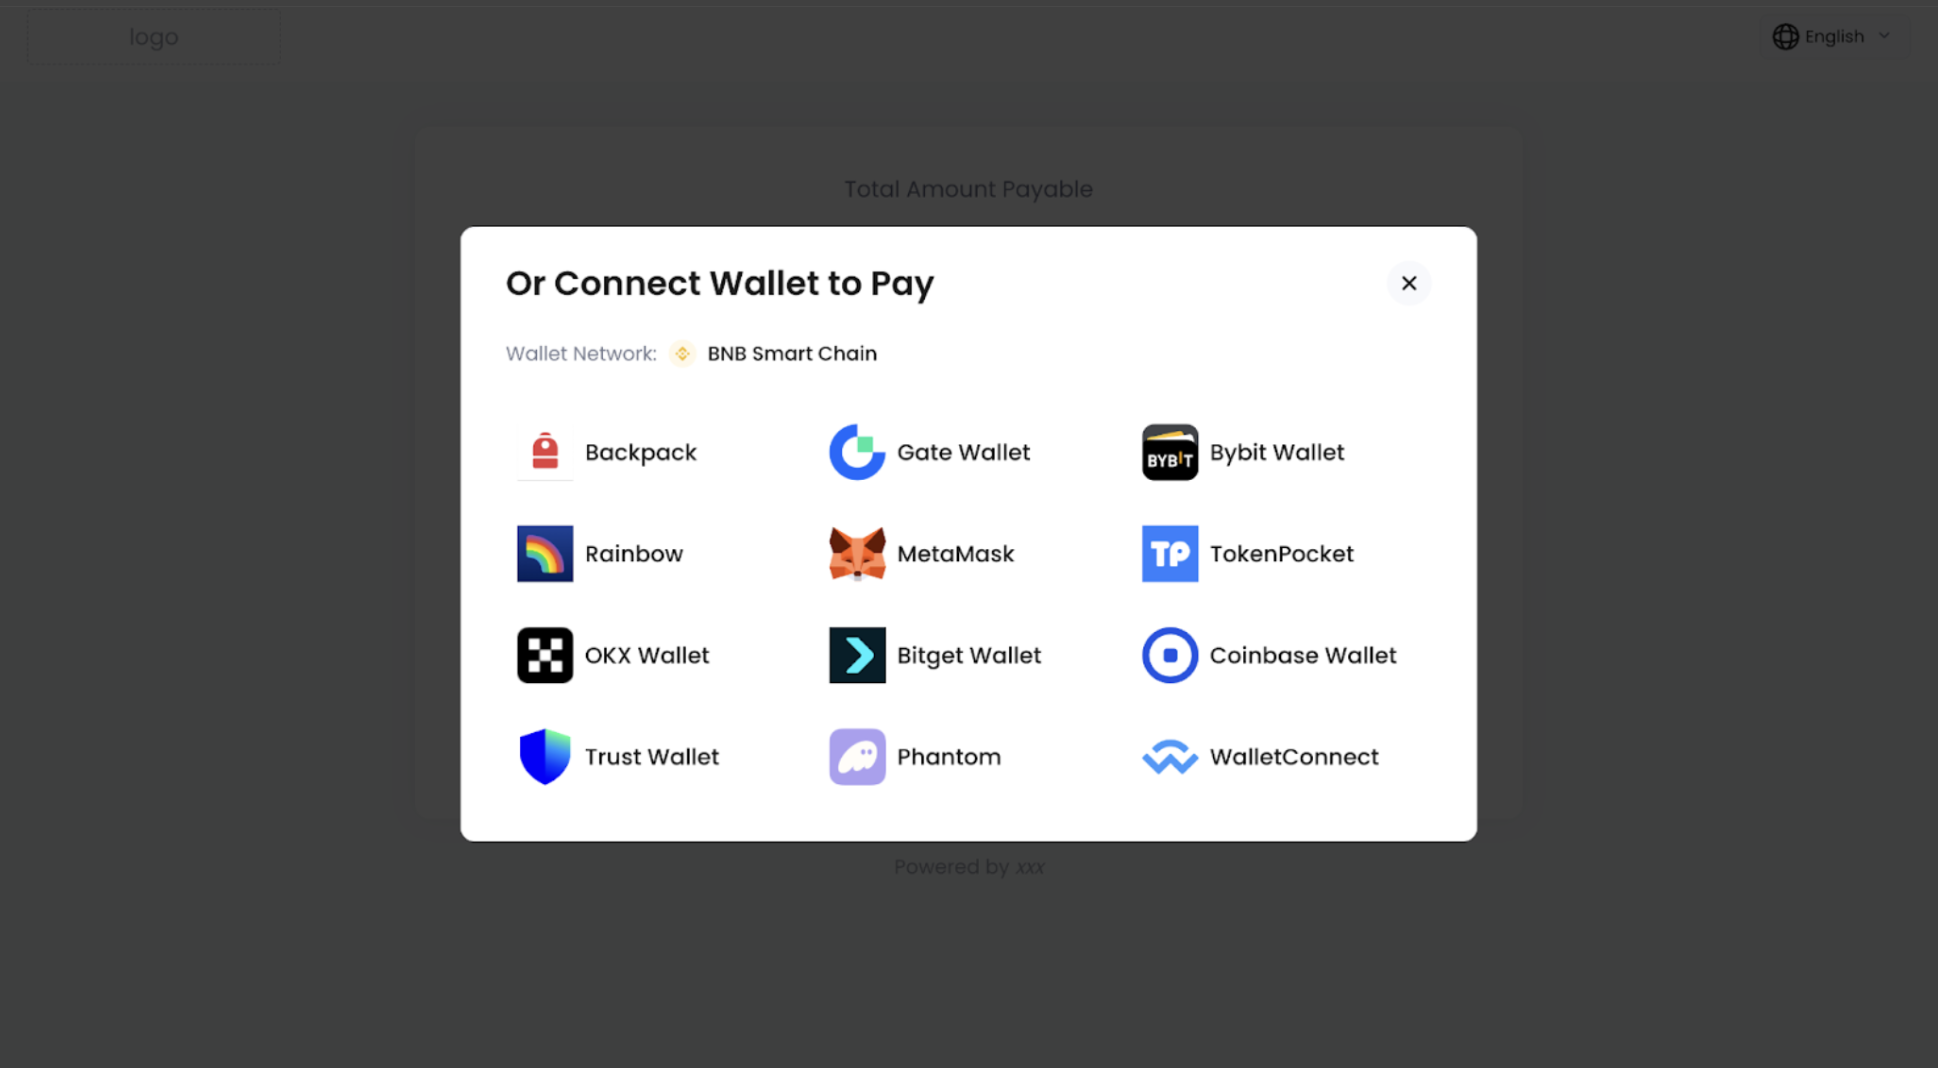 logo
English
Total Amount Payable
Or Connect Wallet to Pay
Wallet Network: BNB Smart Chain
Backpack
Gate Wallet
BYBIT
Bybit Wallet
Rainbow
MetaMask
TP
TokenPocket
OKX Wallet
Bitget Wallet
Coinbase Wallet
Trust Wallet
Phantom
WalletConnect
Powered by xxx